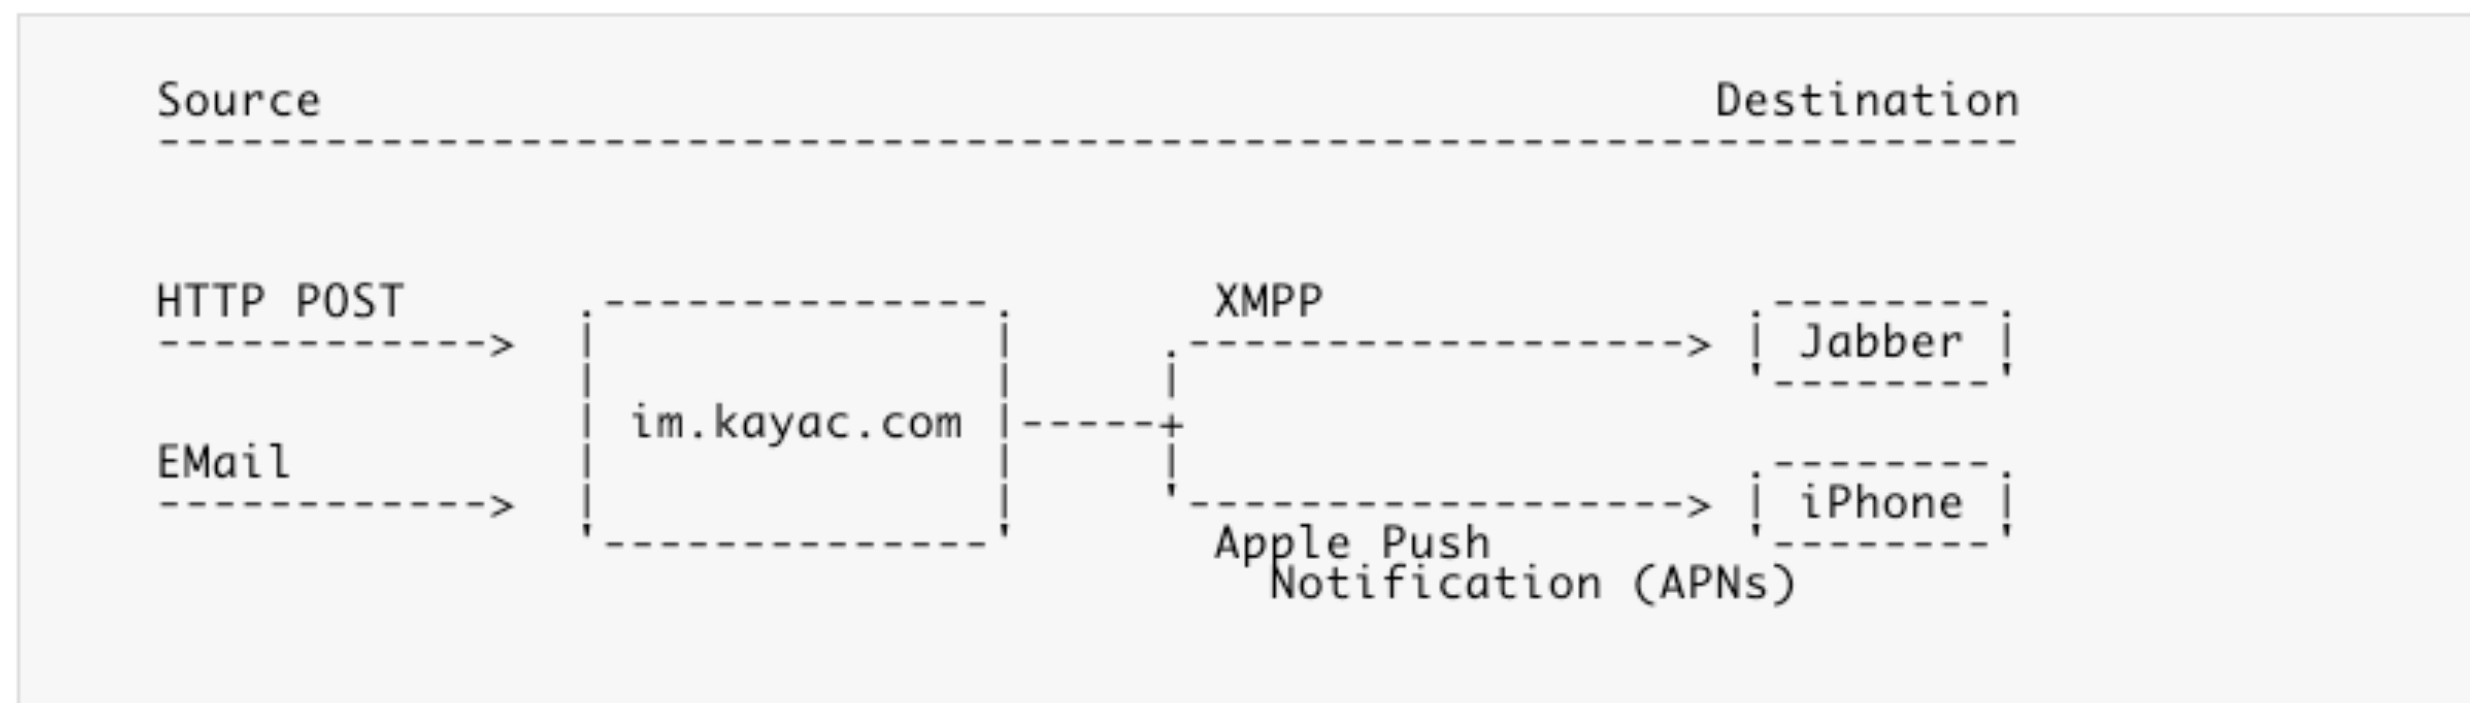 Source Destination
HTTP POST XMPP
Jabber
im.kayac.com
EMail
iPhone
Apple Push
Notification (APNs)